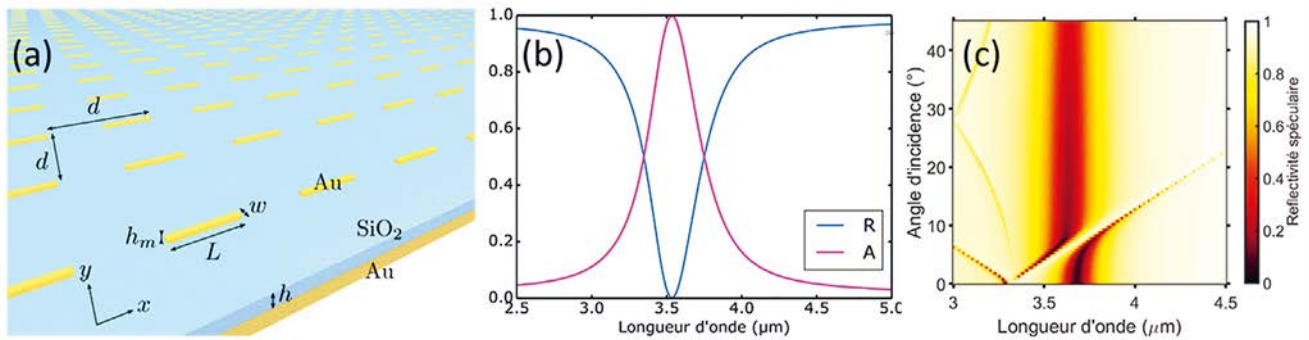 (a)
d
d
Au
w
h_m
L
SiO₂
Au
y
x
h
(b)
1.0
0.8
0.6
0.4
0.2
0.0
2.5 3.0 3.5 4.0 4.5 5.0
Longueur d'onde (µm)
R
A
(c)
40
30
20
10
0
Angle d'incidence (°)
3 3.5 4 4.5
Longueur d'onde (µm)
1
0.8
0.6
0.4
0.2
0
Reflectivité spéculaire